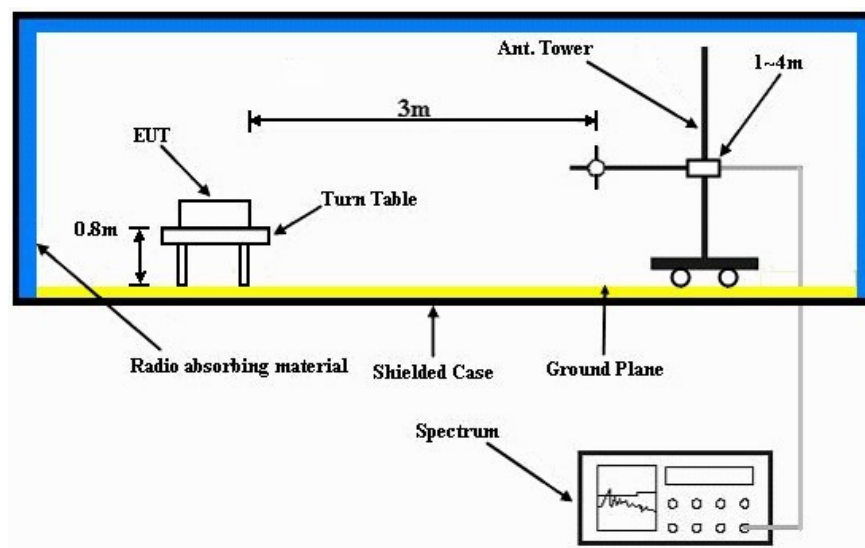 Ant. Tower
1~4m
3m
EUT
Turn Table
0.8m
Radio absorbing material
Shielded Case
Ground Plane
Spectrum